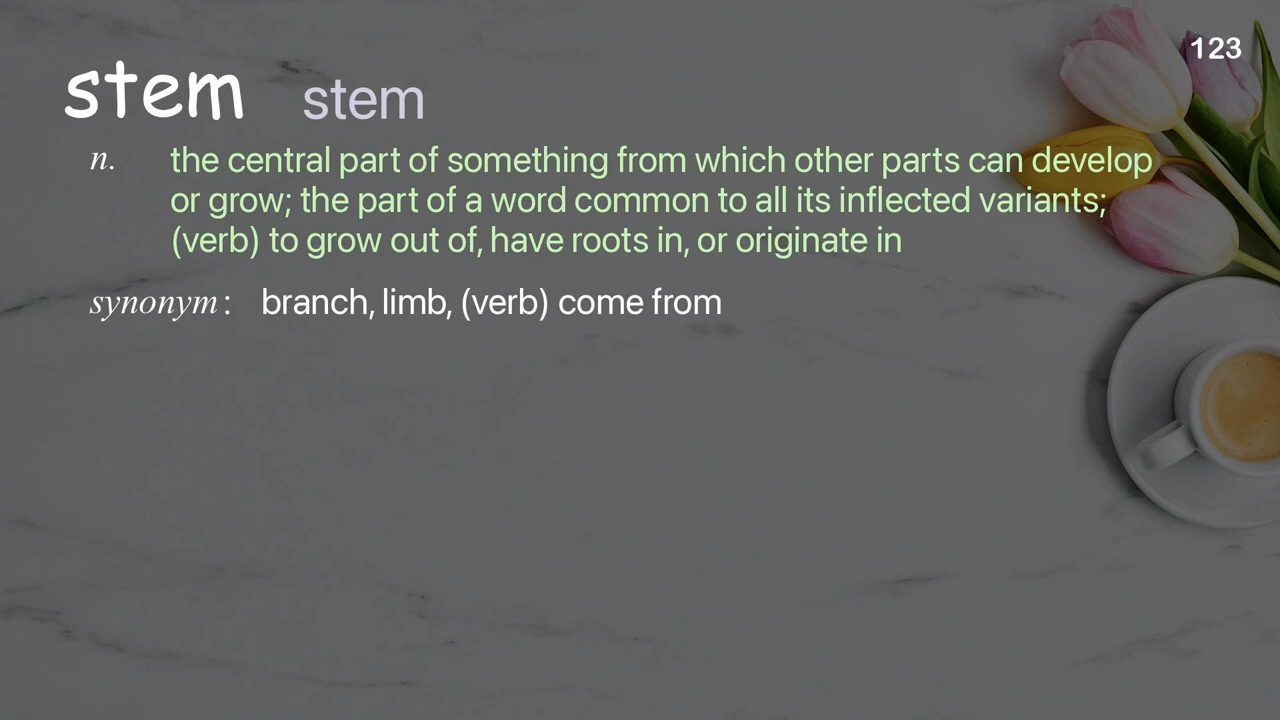 123
stem stem
n. the central part of something from which other parts can develop
or grow; the part of a word common to all its inflected variants;
(verb) to grow out of, have roots in, or originate in
synonym: branch, limb, (verb) come from